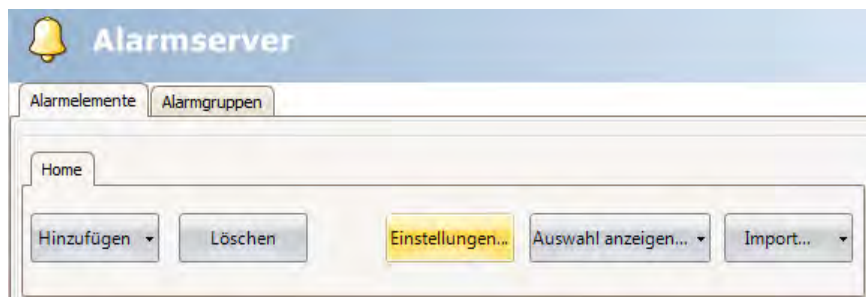 Alarmserver
Alarmelemente Alarmgruppen
Home
Hinzufügen Löschen Einstellungen... Auswahl anzeigen... Import...